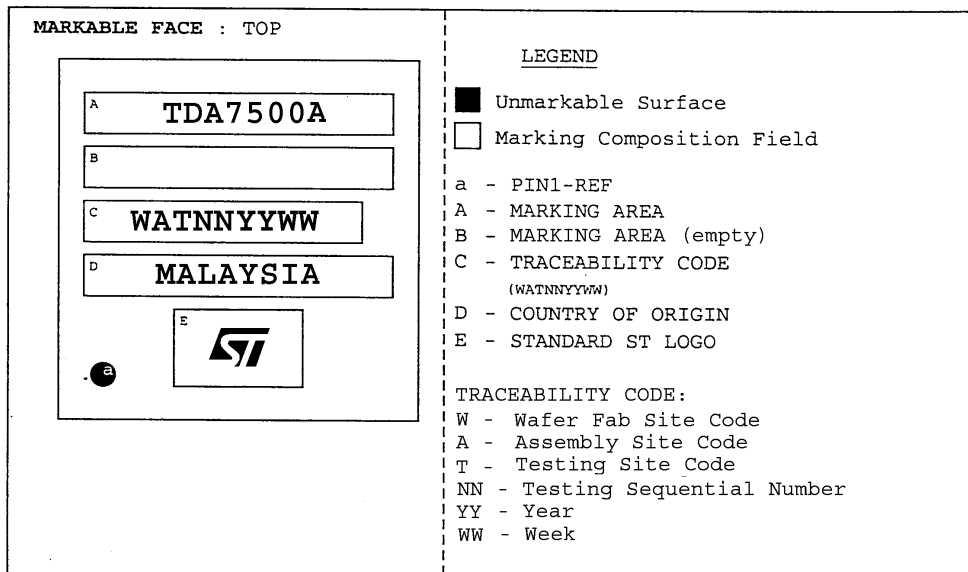 MARKABLE FACE : TOP
A
TDA7500A
B
C
WATNNYYWW
D
MALAYSIA
E
ST
a
LEGEND
Unmarkable Surface
Marking Composition Field
a - PIN1-REF
A - MARKING AREA
B - MARKING AREA (empty)
C - TRACEABILITY CODE
(WATNNYYWW)
D - COUNTRY OF ORIGIN
E - STANDARD ST LOGO
TRACEABILITY CODE:
W - Wafer Fab Site Code
A - Assembly Site Code
T - Testing Site Code
NN - Testing Sequential Number
YY - Year
WW - Week